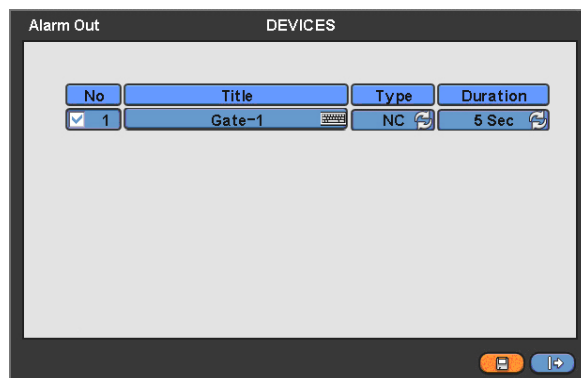 Alarm Out DEVICES
No Title Type Duration
1 Gate-1 NC 5 Sec